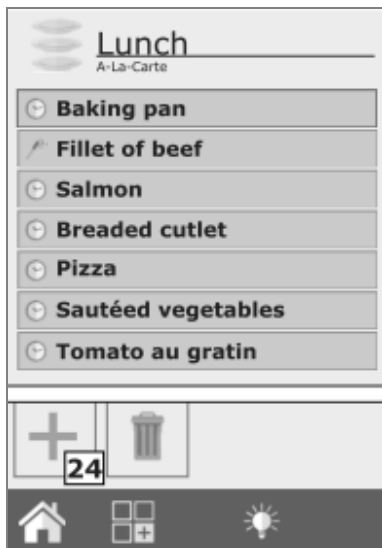 Lunch
A-La-Carte
Baking pan
Fillet of beef
Salmon
Breaded cutlet
Pizza
Sautéed vegetables
Tomato au gratin
24